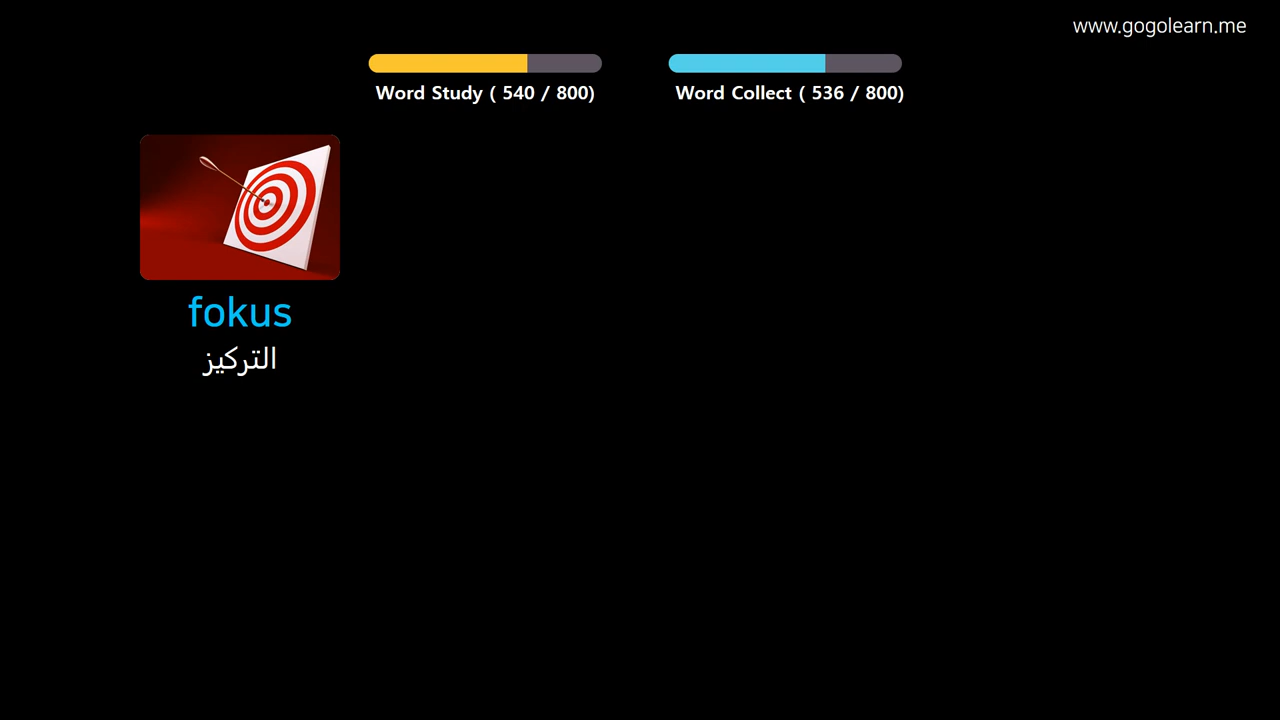 www.gogolearn.me
Word Study ( 540 / 800)
Word Collect ( 536 / 800)
fokus
التركيز